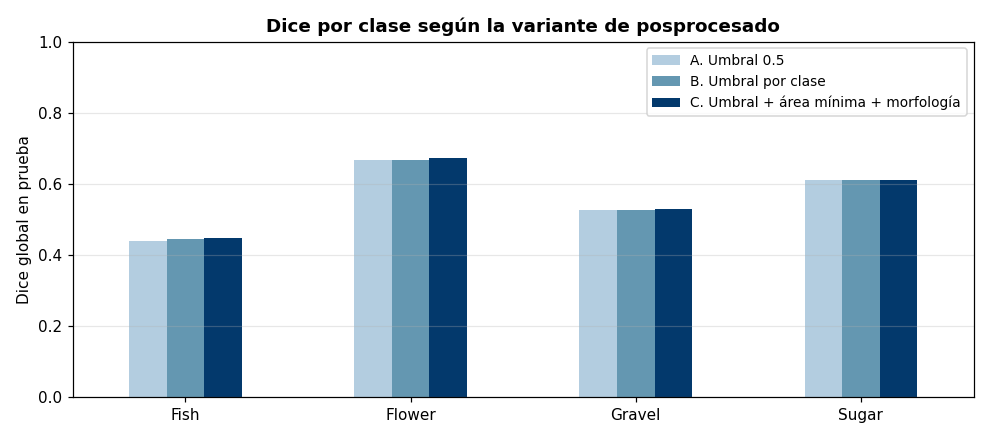 Dice por clase según la variante de posprocesado
A. Umbral 0.5
B. Umbral por clase
C. Umbral + área mínima + morfología
Dice global en prueba
1.0
0.8
0.6
0.4
0.2
0.0
Fish
Flower
Gravel
Sugar